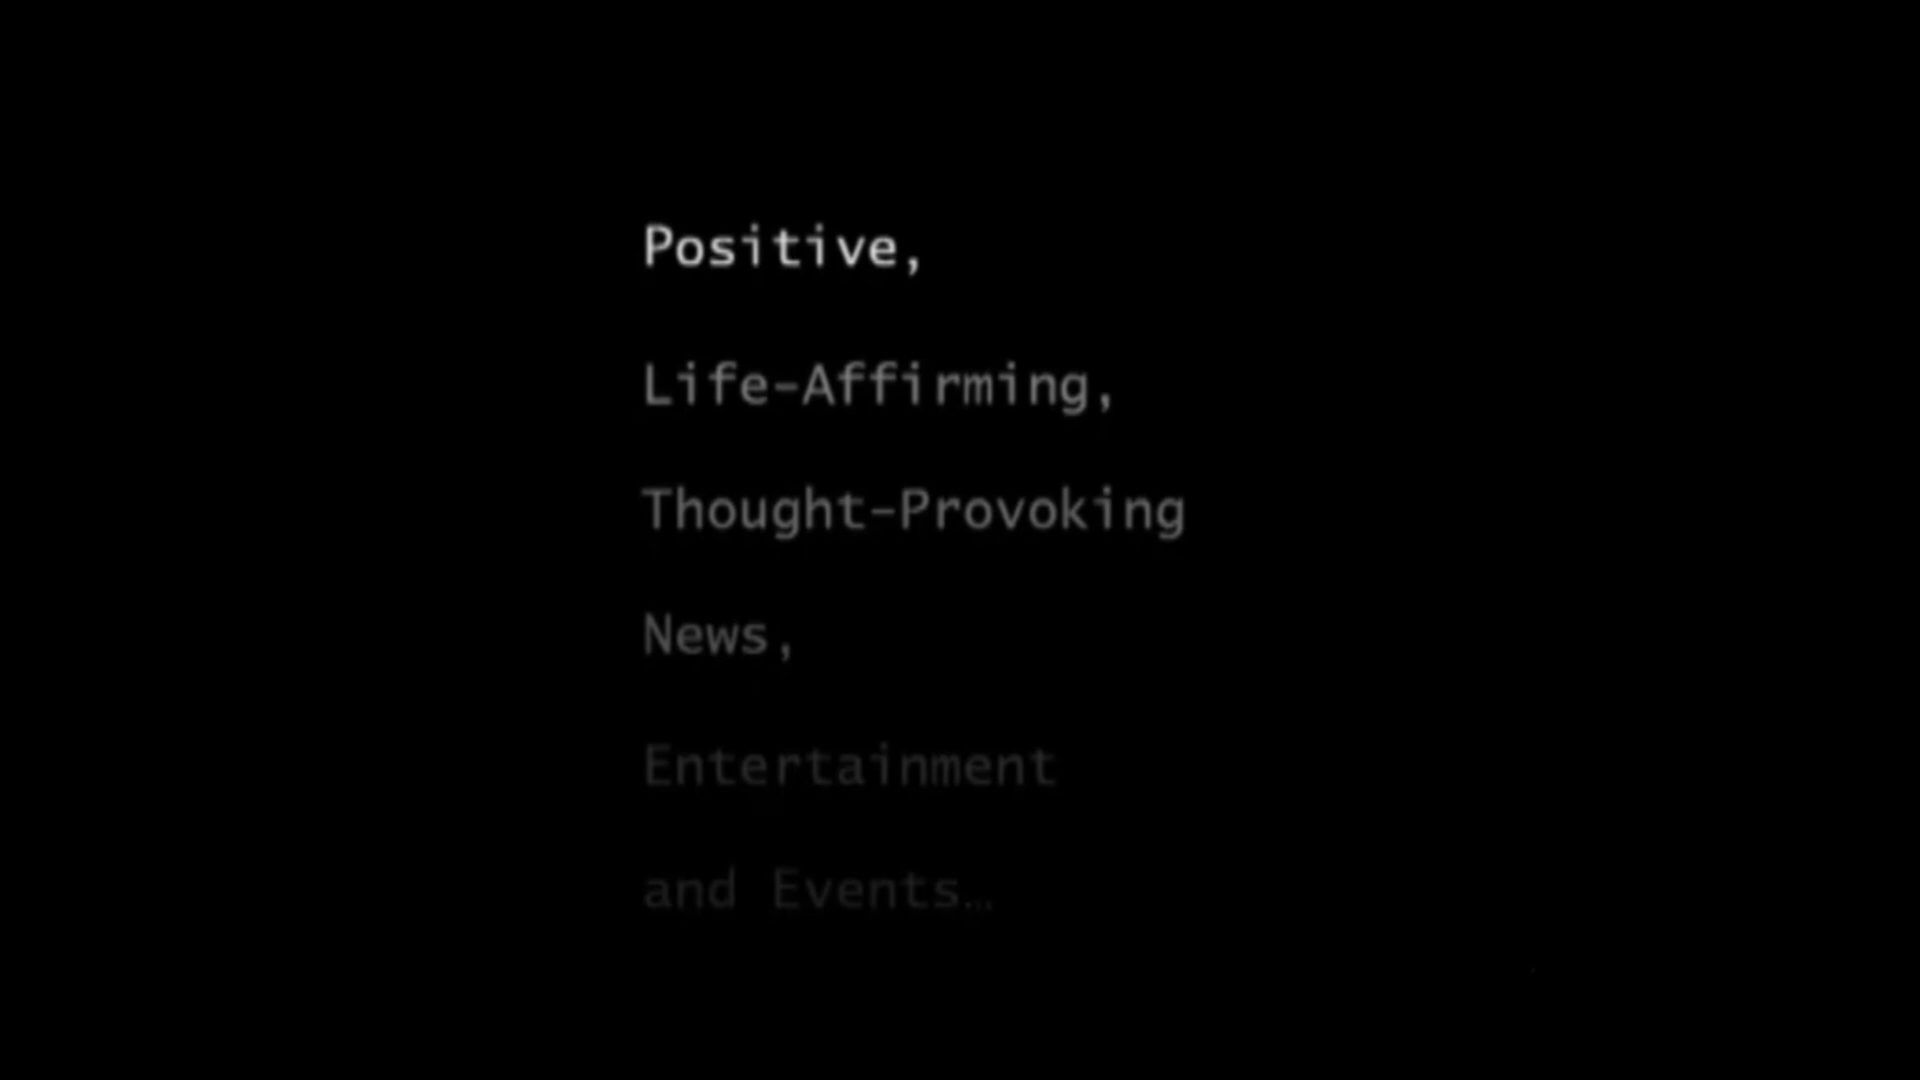 Positive,
Life-Affirming,
Thought-Provoking
News,
Entertainment
and Events…